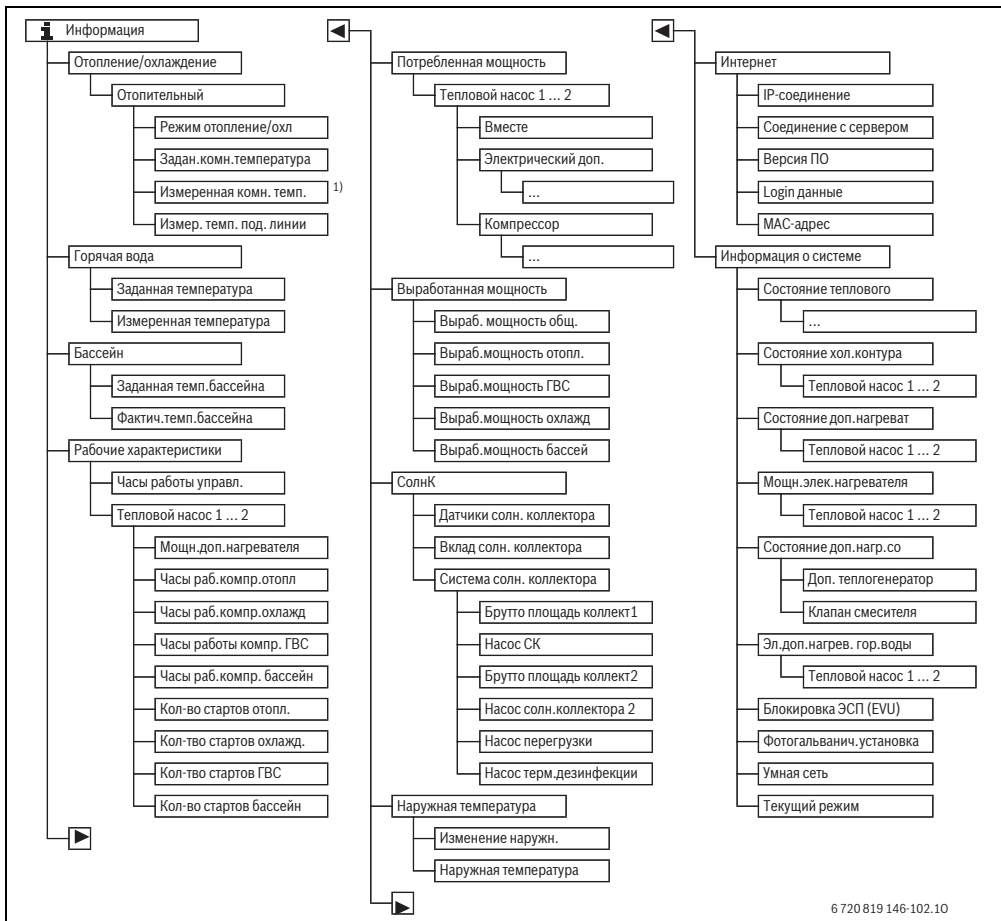 i Информация
Отопление/охлаждение
Отопительный
Режим отопление/охл
Задан.комн.температура
Измеренная комн. темп. 1)
Измер. темп. под. линии
Горячая вода
Заданная температура
Измеренная температура
Бассейн
Заданная темп.бассейна
Фактич.темп.бассейна
Рабочие характеристики
Часы работы управл.
Тепловой насос 1 ... 2
Мощн.доп.нагревателя
Часы раб.компр.отопл
Часы раб.компр.охлажд
Часы работы компр. ГВС
Часы раб.компр. бассейн
Кол-во стартов отопл.
Кол-тво стартов охлажд.
Кол-тво стартов ГВС
Кол-во стартов бассейн
Потребленная мощность
Тепловой насос 1 ... 2
Вместе
Электрический доп.
...
Компрессор
...
Выработанная мощность
Выраб. мощность общ.
Выраб.мощность отопл.
Выраб.мощность ГВС
Выраб.мощность охлажд
Выраб.мощность бассей
СолнК
Датчики солн. коллектора
Вклад солн. коллектора
Система солн. коллектора
Брутто площадь коллект1
Насос СК
Брутто площадь коллект2
Насос солн.коллектора 2
Насос перегрузки
Насос терм.дезинфекции
Наружная температура
Изменение наружн.
Наружная температура
Интернет
IP-соединение
Соединение с сервером
Версия ПО
Login данные
MAC-адрес
Информация о системе
Состояние теплового
...
Состояние хол.контура
Тепловой насос 1 ... 2
Состояние доп.нагреват
Тепловой насос 1 ... 2
Мощн.элек.нагревателя
Тепловой насос 1 ... 2
Состояние доп.нагр.со
Доп. теплогенератор
Клапан смесителя
Эл.доп.нагрев. гор.воды
Тепловой насос 1 ... 2
Блокировка ЭСП (EVU)
Фотогальванич.установка
Умная сеть
Текущий режим
6 720 819 146-102.1O